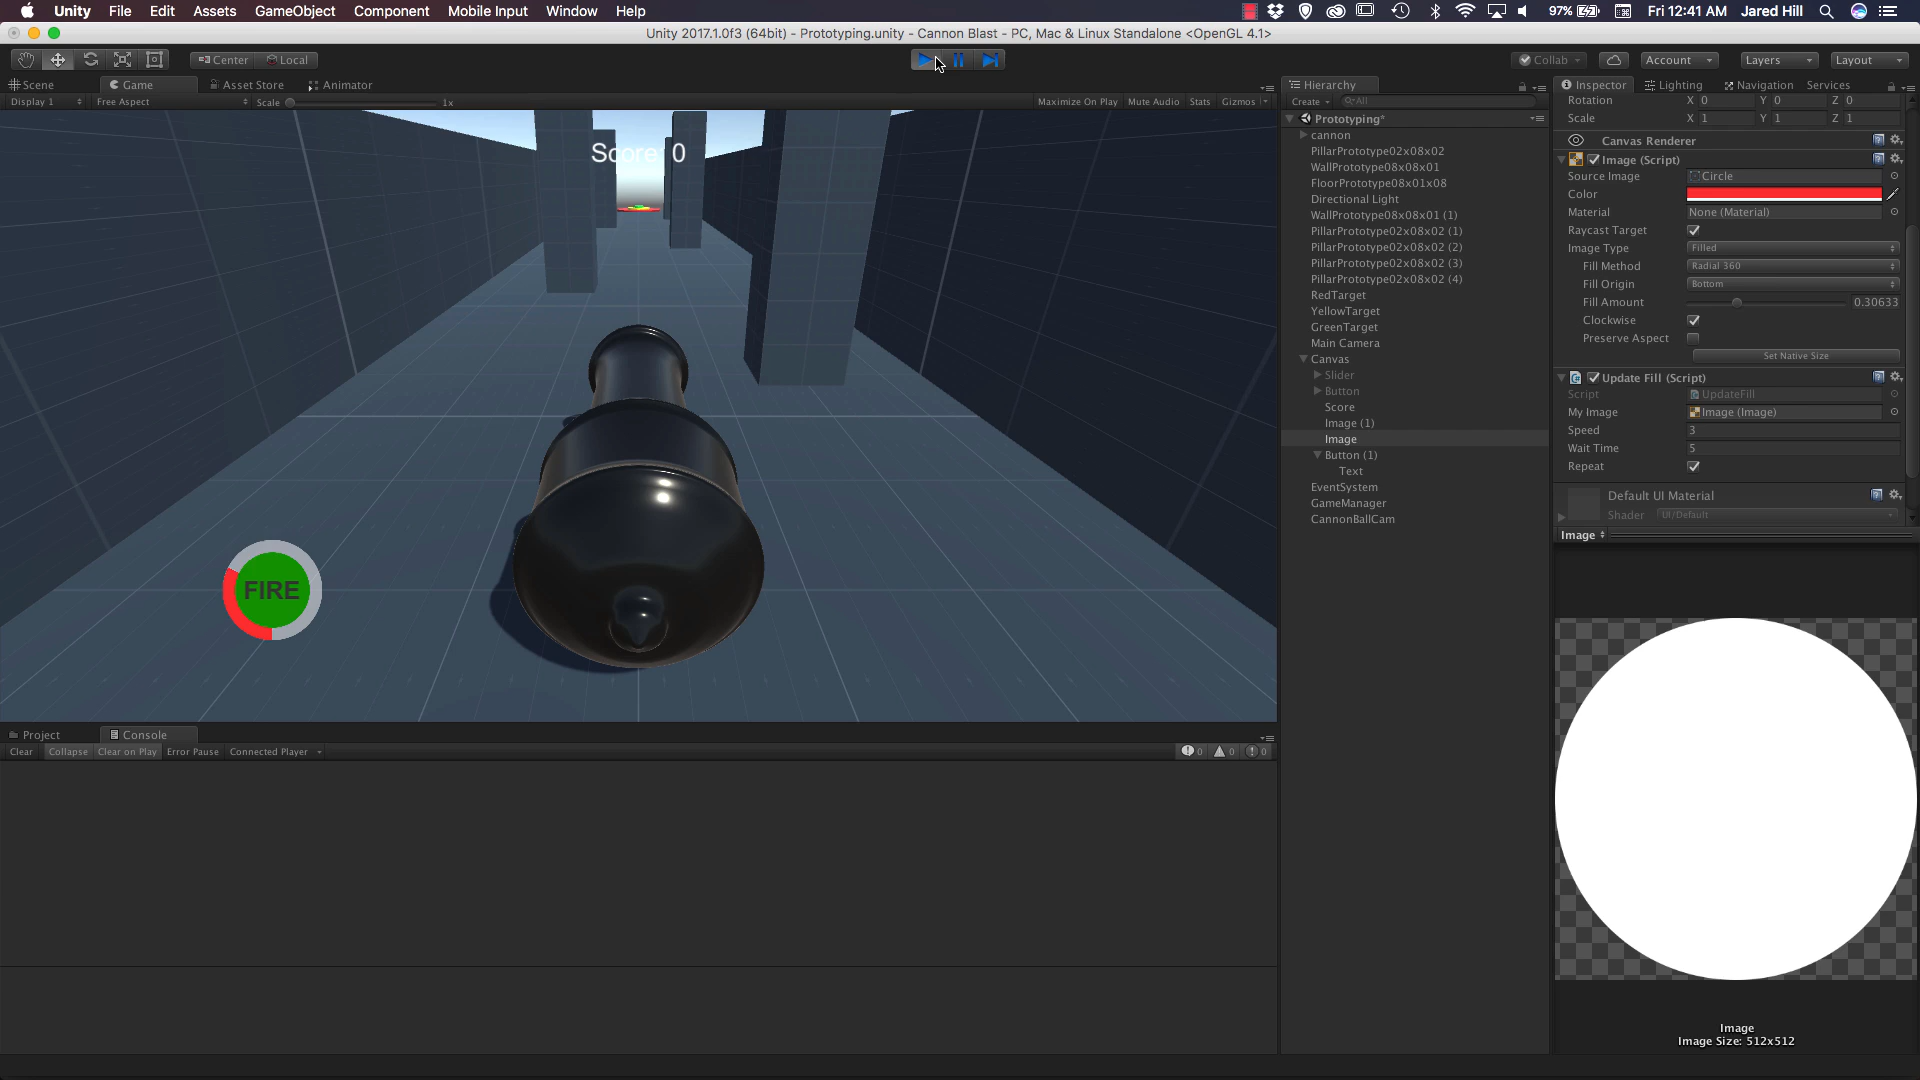 Unity File Edit Assets GameObject Component Mobile Input Window Help
97% Fri 12:41 AM Jared Hill
Unity 2017.1.0f3 (64bit) - Prototyping.unity - Cannon Blast - PC, Mac & Linux Standalone <OpenGL 4.1>
Center Local
Collab Account Layers Layout
Scene Game Asset Store Animator
Display 1 Free Aspect Scale 1x
Maximize On Play Mute Audio Stats Gizmos
Score: 0
FIRE
Project Console
Clear Collapse Clear on Play Error Pause Connected Player
0 0 0
Hierarchy
Create All
Prototyping*
cannon
PillarPrototype02x08x02
WallPrototype08x08x01
FloorPrototype08x01x08
Directional Light
WallPrototype08x08x01 (1)
PillarPrototype02x08x02 (1)
PillarPrototype02x08x02 (2)
PillarPrototype02x08x02 (3)
PillarPrototype02x08x02 (4)
RedTarget
YellowTarget
GreenTarget
Main Camera
Canvas
Slider
Button
Score
Image (1)
Image
Button (1)
Text
EventSystem
GameManager
CannonBallCam
Inspector Lighting Navigation Services
Rotation X 0 Y 0 Z 0
Scale X 1 Y 1 Z 1
Canvas Renderer
Image (Script)
Source Image Circle
Color
Material None (Material)
Raycast Target
Image Type Filled
Fill Method Radial 360
Fill Origin Bottom
Fill Amount 0.30633
Clockwise
Preserve Aspect
Set Native Size
Update Fill (Script)
Script UpdateFill
My Image Image (Image)
Speed 3
Wait Time 5
Repeat
Default UI Material
Shader UI/Default
Image
Image
Image Size: 512x512